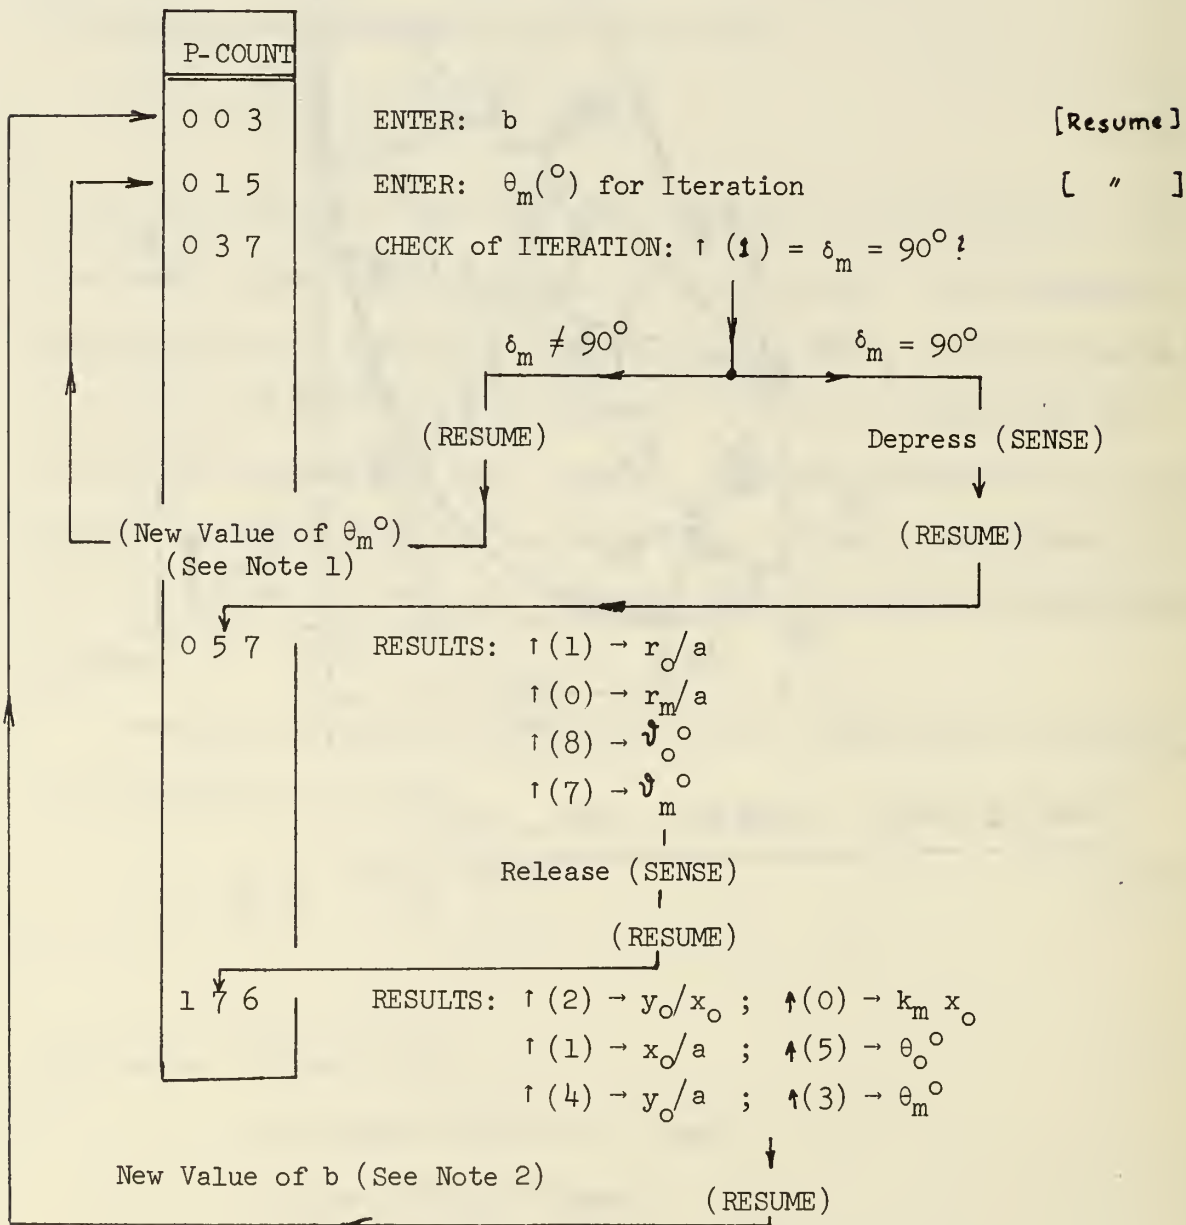 P-COUNT
0 0 3 ENTER: b [Resume]
0 1 5 ENTER: θm(°) for Iteration [ " ]
0 3 7 CHECK of ITERATION: ↑ (1) = δm = 90° ?
δm ≠ 90° δm = 90°
(RESUME) Depress (SENSE)
(New Value of θm°) (RESUME)
(See Note 1)
0 5 7 RESULTS: ↑(1) → ro/a
↑(0) → rm/a
↑(8) → ϑo°
↑(7) → ϑm°
Release (SENSE)
(RESUME)
1 7 6 RESULTS: ↑(2) → yo/xo ; ↑(0) → km xo
↑(1) → xo/a ; ↑(5) → θo°
↑(4) → yo/a ; ↑(3) → θm°
New Value of b (See Note 2)
(RESUME)